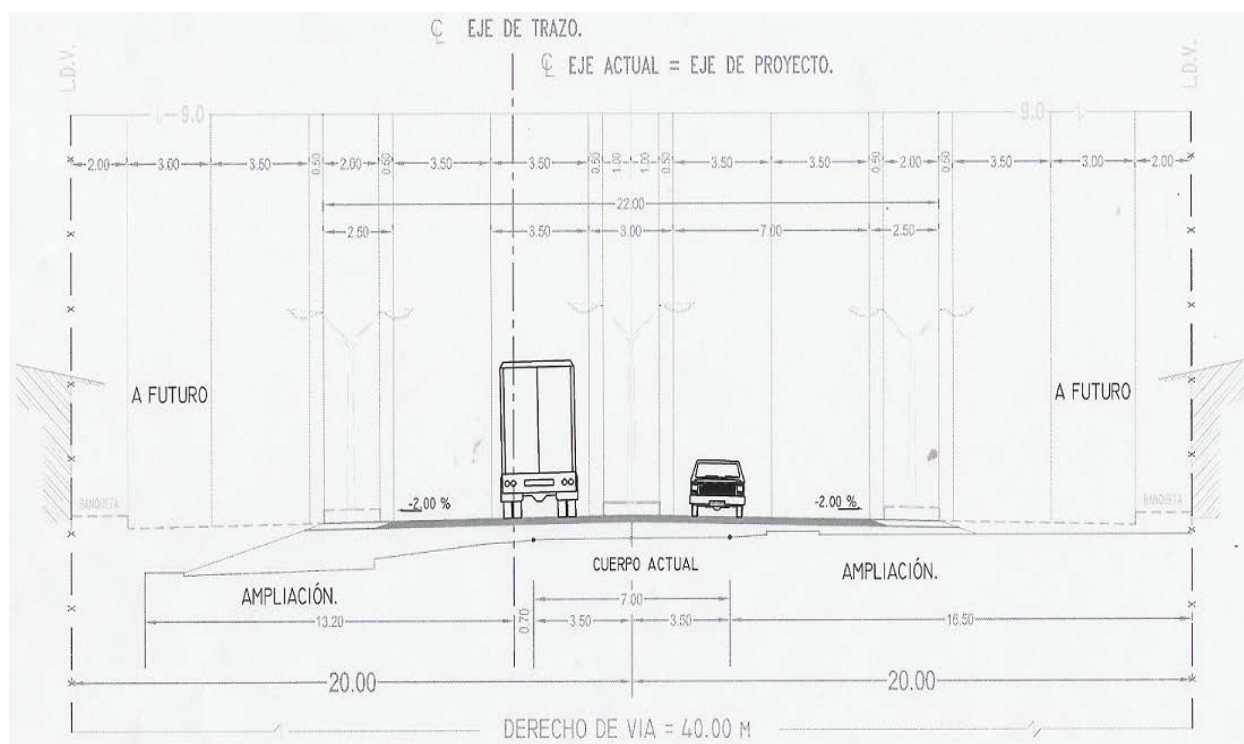 ℄ EJE DE TRAZO.
℄ EJE ACTUAL = EJE DE PROYECTO.
L.D.V.
L.D.V.
9.0
9.0
2.00 3.00 3.50 0.50 2.00 0.50 3.50 3.50 0.50 1.00 1.00 0.50 3.50 3.50 0.50 2.00 0.50 3.50 3.00 2.00
22.00
2.50 3.50 3.00 7.00 2.50
A FUTURO
A FUTURO
BANQUETA
-2.00 %
-2.00 %
BANQUETA
CUERPO ACTUAL
AMPLIACIÓN.
AMPLIACIÓN.
7.00
13.20 0.70 3.50 3.50 16.50
20.00 20.00
DERECHO DE VIA = 40.00 M